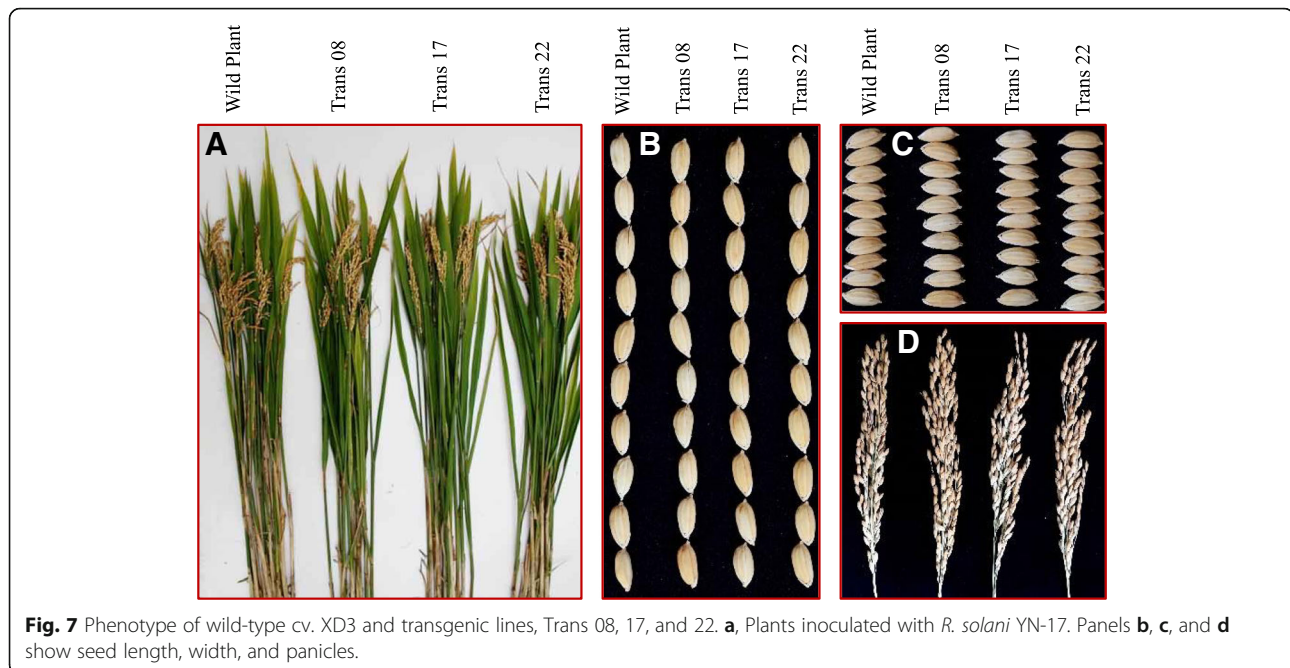 Wild Plant
Trans 08
Trans 17
Trans 22
Wild Plant
Trans 08
Trans 17
Trans 22
Wild Plant
Trans 08
Trans 17
Trans 22
A
B
C
D
Fig. 7 Phenotype of wild-type cv. XD3 and transgenic lines, Trans 08, 17, and 22. a, Plants inoculated with R. solani YN-17. Panels b, c, and d
show seed length, width, and panicles.